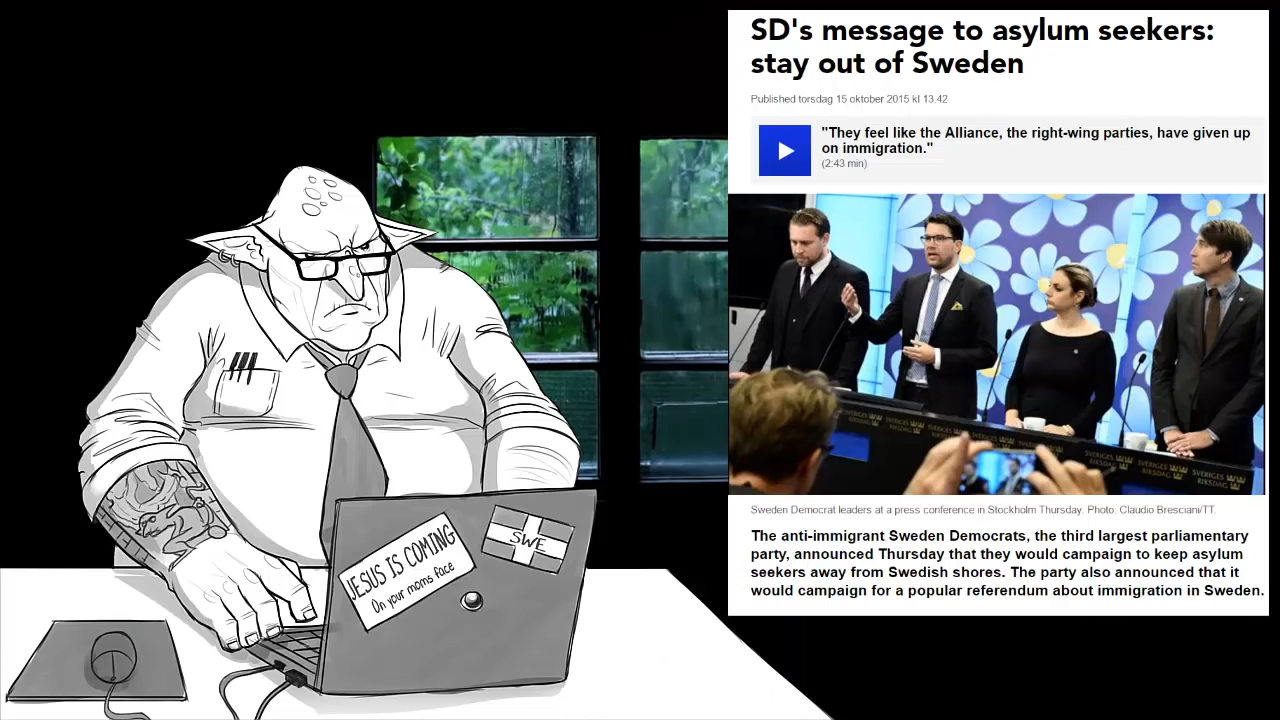 SD's message to asylum seekers:
stay out of Sweden
Published torsdag 15 oktober 2015 kl 13.42
"They feel like the Alliance, the right-wing parties, have given up
on immigration."
(2:43 min)
SVERIGES
RIKSDAG
SVERIGES
RIKSDAG
Sweden Democrat leaders at a press conference in Stockholm Thursday. Photo: Claudio Bresciani/TT.
The anti-immigrant Sweden Democrats, the third largest parliamentary
party, announced Thursday that they would campaign to keep asylum
seekers away from Swedish shores. The party also announced that it
would campaign for a popular referendum about immigration in Sweden.
JESUS IS COMING
On your moms face
SWE